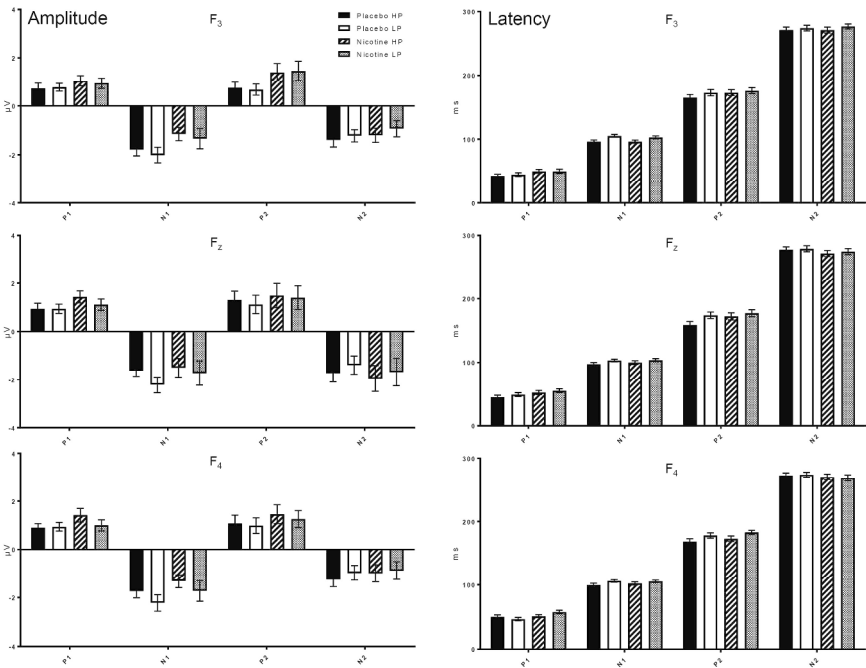 Amplitude
F3
Placebo HP
Placebo LP
Nicotine HP
Nicotine LP
4
2
0
-2
-4
μV
P1
N1
P2
N2
Fz
4
2
0
-2
-4
μV
P1
N1
P2
N2
F4
4
2
0
-2
-4
μV
P1
N1
P2
N2
Latency
F3
300
200
100
0
ms
P1
N1
P2
N2
Fz
300
200
100
0
ms
P1
N1
P2
N2
F4
300
200
100
0
ms
P1
N1
P2
N2